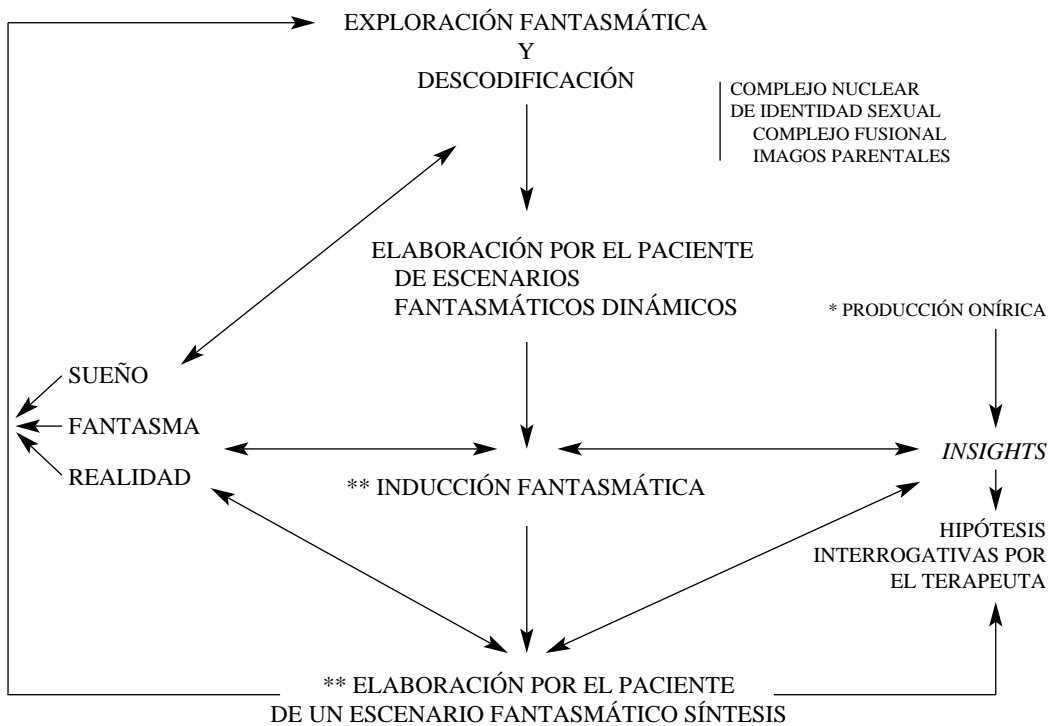 EXPLORACIÓN FANTASMÁTICA
Y
DESCODIFICACIÓN
COMPLEJO NUCLEAR
DE IDENTIDAD SEXUAL
COMPLEJO FUSIONAL
IMAGOS PARENTALES
ELABORACIÓN POR EL PACIENTE
DE ESCENARIOS
FANTASMÁTICOS DINÁMICOS
* PRODUCCIÓN ONÍRICA
SUEÑO
FANTASMA
REALIDAD
INSIGHTS
** INDUCCIÓN FANTASMÁTICA
HIPÓTESIS
INTERROGATIVAS POR
EL TERAPEUTA
** ELABORACIÓN POR EL PACIENTE
DE UN ESCENARIO FANTASMÁTICO SÍNTESIS